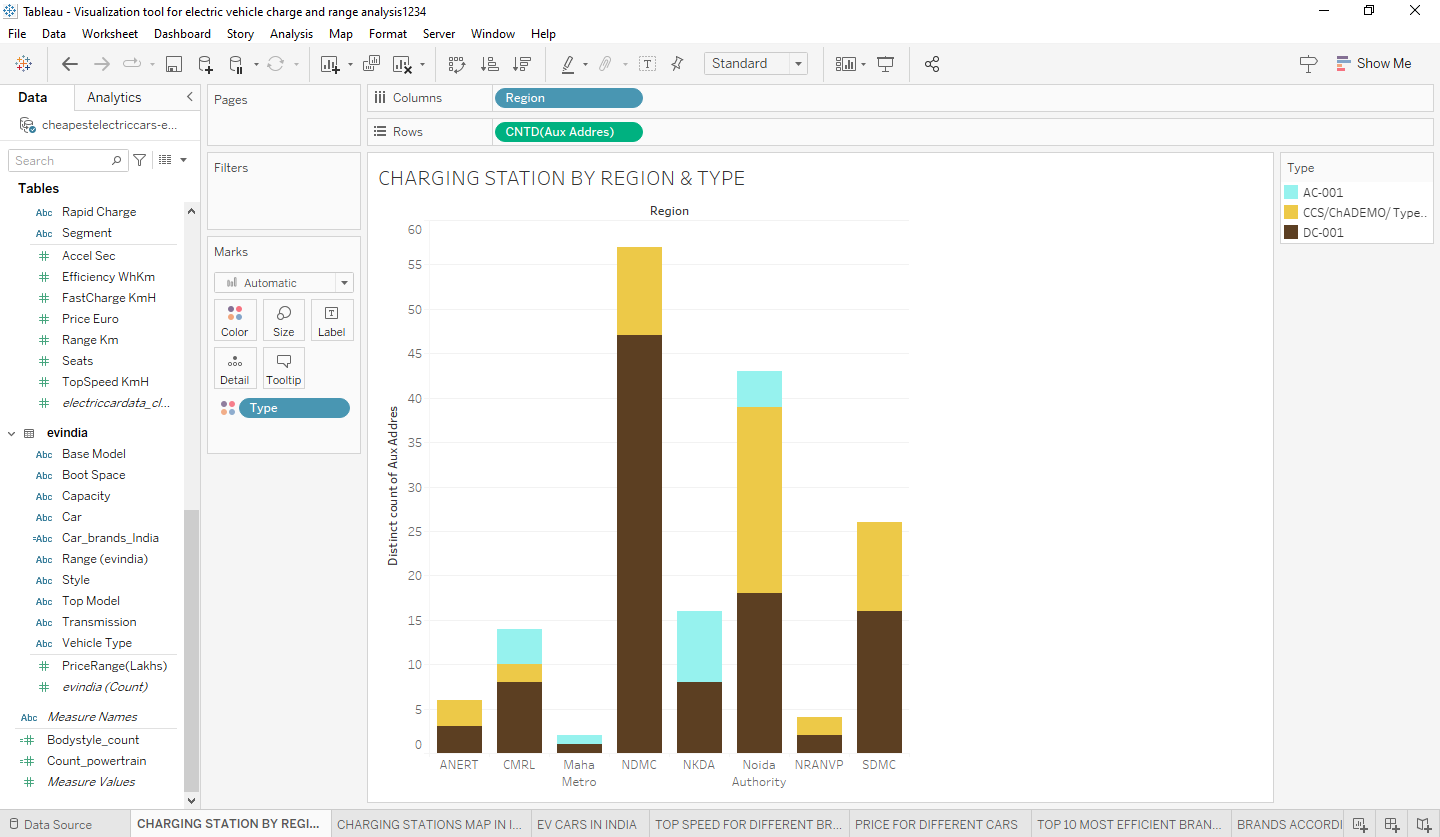 Tableau - Visualization tool for electric vehicle charge and range analysis1234
File Data Worksheet Dashboard Story Analysis Map Format Server Window Help
Standard
Show Me
Data Analytics
cheapestelectriccars-e...
Search
Tables
Abc Rapid Charge
Abc Segment
# Accel Sec
# Efficiency WhKm
# FastCharge KmH
# Price Euro
# Range Km
# Seats
# TopSpeed KmH
# electriccardata_cl...
evindia
Abc Base Model
Abc Boot Space
Abc Capacity
Abc Car
=Abc Car_brands_India
Abc Range (evindia)
Abc Style
Abc Top Model
Abc Transmission
Abc Vehicle Type
# PriceRange(Lakhs)
# evindia (Count)
Abc Measure Names
=# Bodystyle_count
=# Count_powertrain
# Measure Values
Pages
Filters
Marks
Automatic
Color Size Label
Detail Tooltip
Type
Columns Region
Rows CNTD(Aux Addres)
CHARGING STATION BY REGION & TYPE
Region
Distinct count of Aux Addres
60
55
50
45
40
35
30
25
20
15
10
5
0
ANERT CMRL Maha Metro NDMC NKDA Noida Authority NRANVP SDMC
Type
AC-001
CCS/ChADEMO/ Type..
DC-001
Data Source CHARGING STATION BY REGI... CHARGING STATIONS MAP IN I... EV CARS IN INDIA TOP SPEED FOR DIFFERENT BR... PRICE FOR DIFFERENT CARS TOP 10 MOST EFFICIENT BRAN... BRANDS ACCORDI